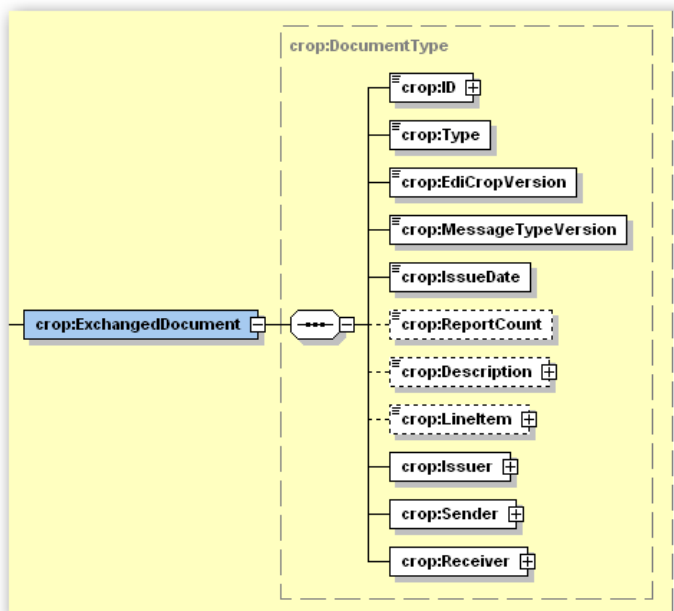 crop:DocumentType
crop:ID
crop:Type
crop:EdiCropVersion
crop:MessageTypeVersion
crop:IssueDate
crop:ExchangedDocument
crop:ReportCount
crop:Description
crop:LineItem
crop:Issuer
crop:Sender
crop:Receiver